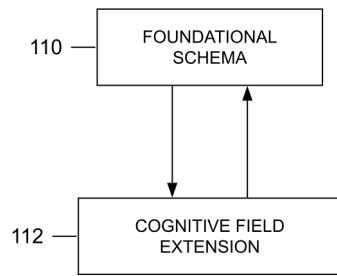 110
FOUNDATIONAL
SCHEMA
112
COGNITIVE FIELD
EXTENSION